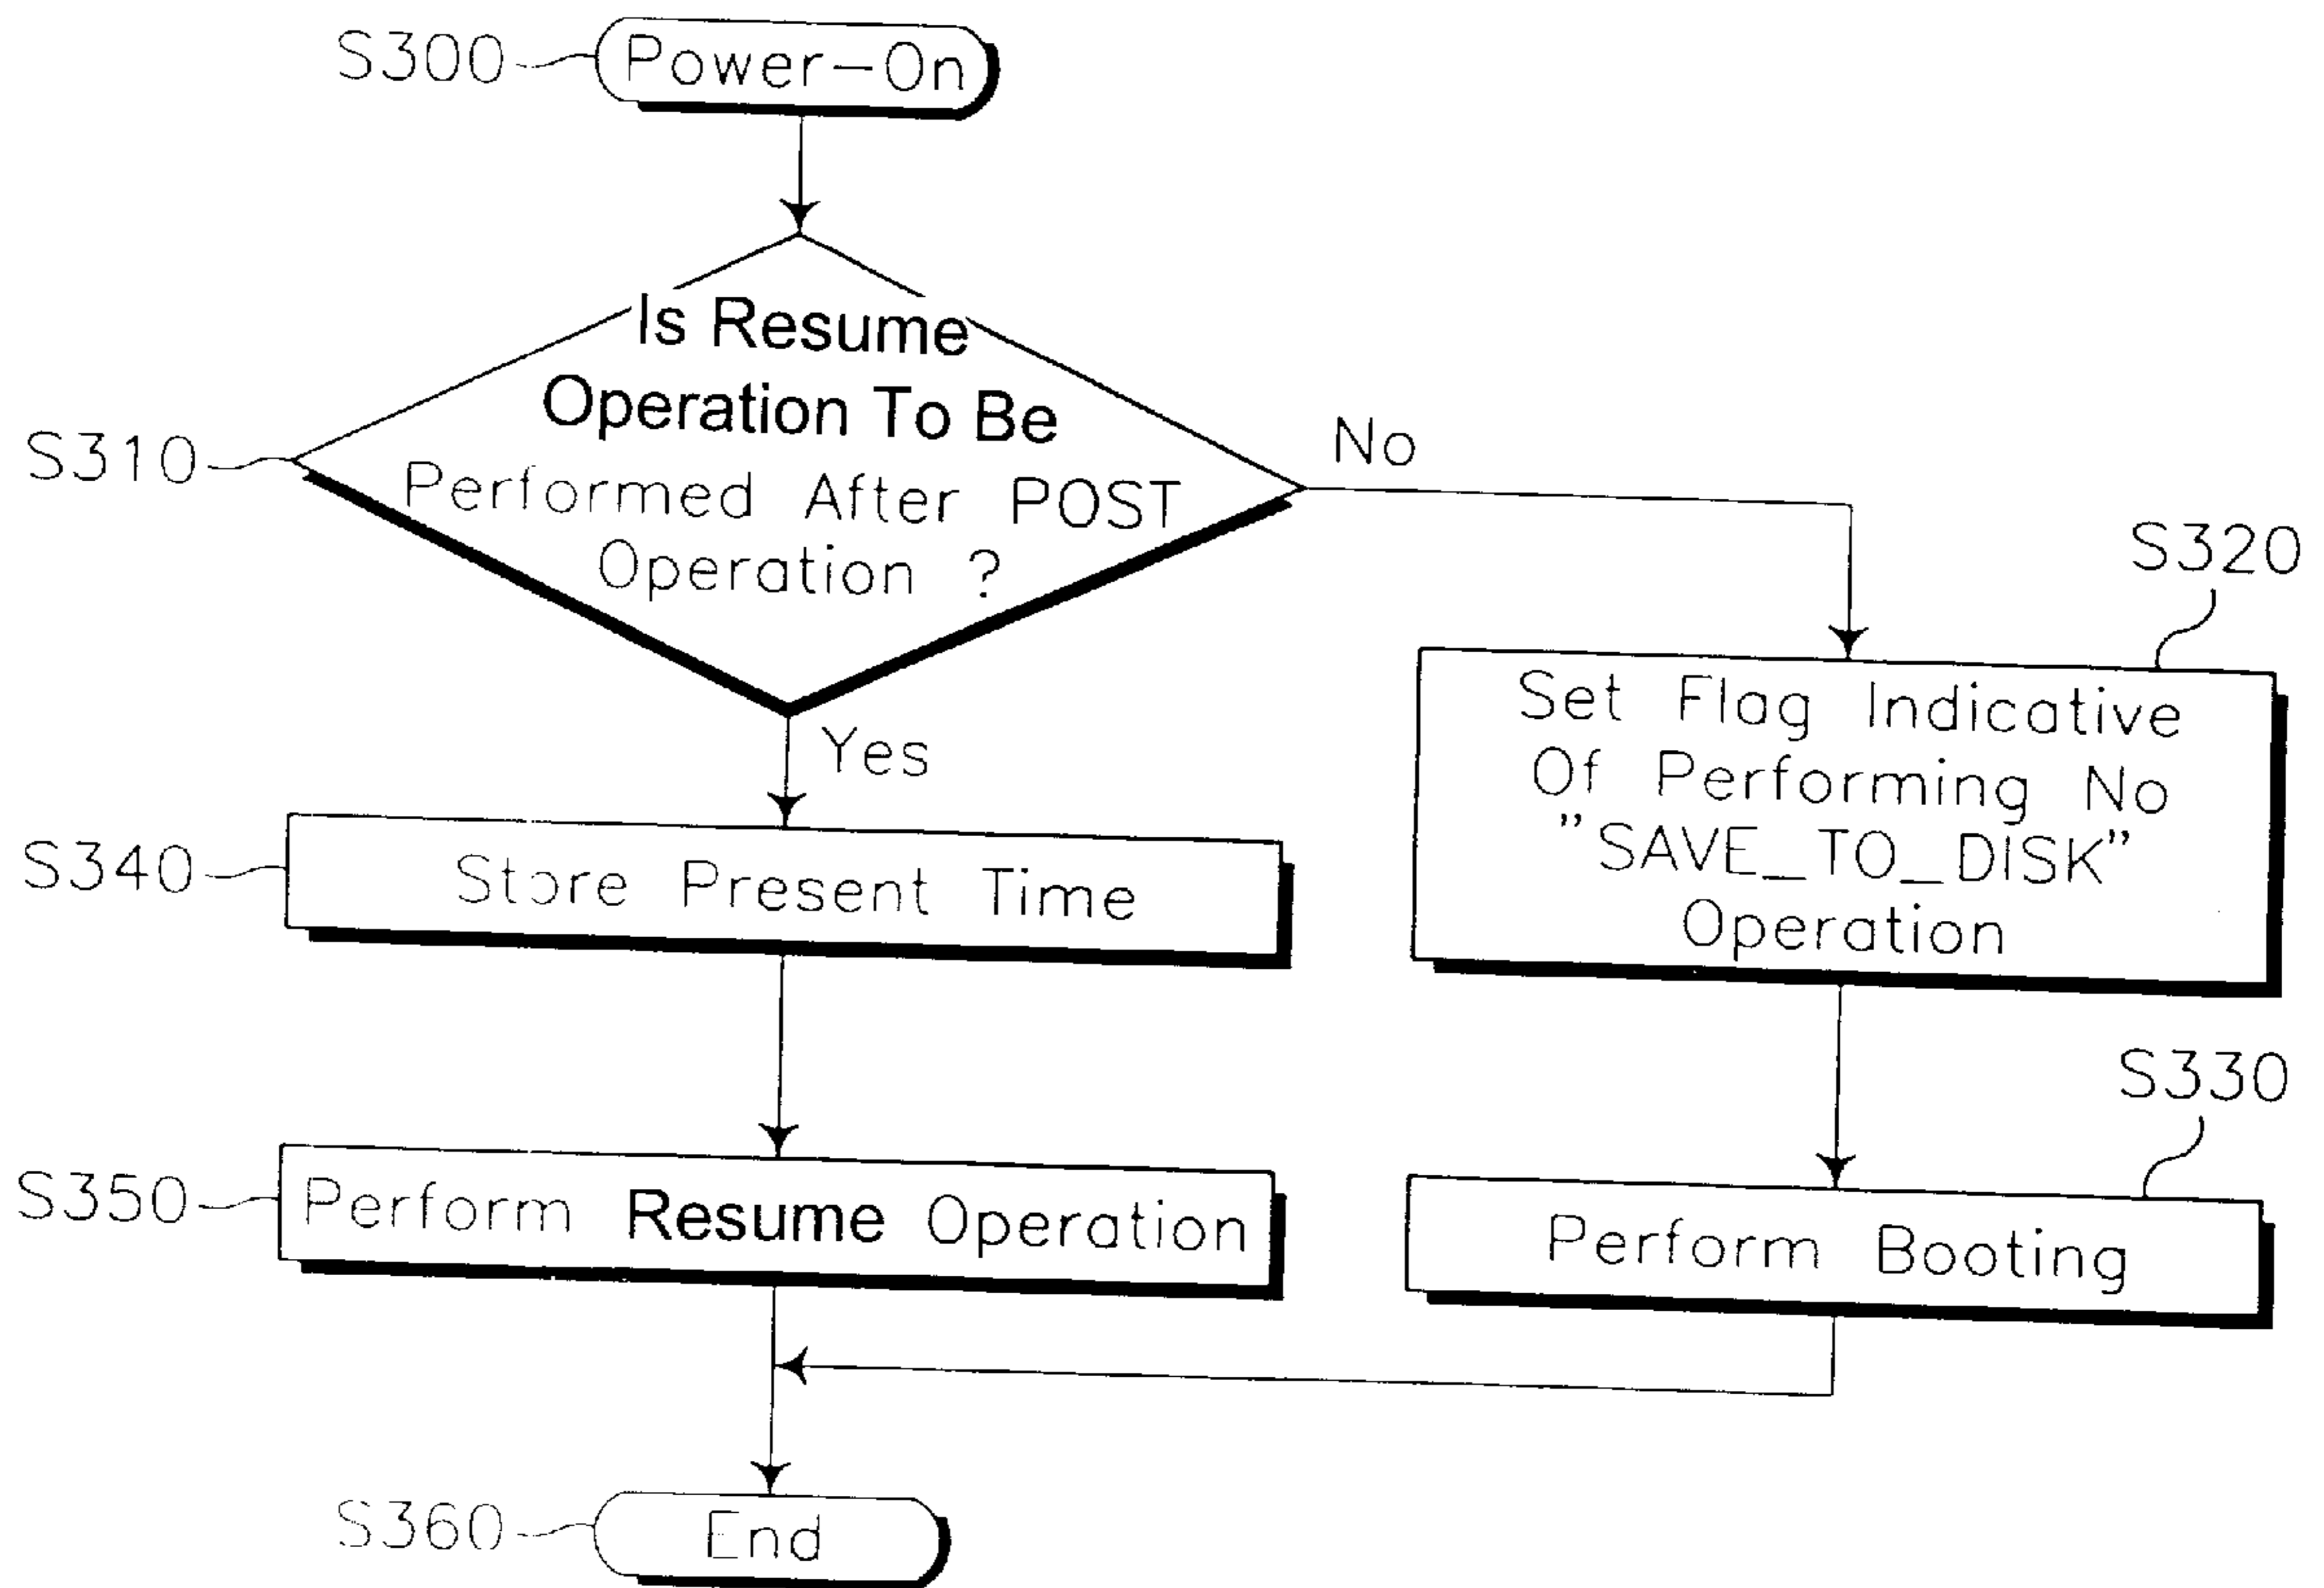 S300
Power-On
Is Resume
Operation To Be
Performed After POST
Operation ?
S310
No
Yes
S320
Set Flag Indicative
Of Performing No
"SAVE_TO_DISK"
Operation
S340
Store Present Time
S330
Perform Booting
S350
Perform Resume Operation
S360
End